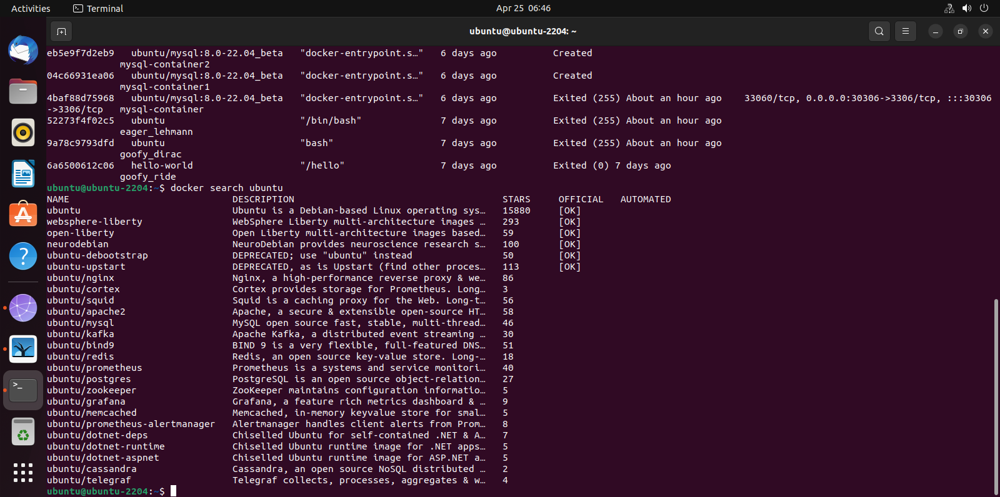 Activities Terminal Apr 25 06:46
ubuntu@ubuntu-2204: ~
eb5e9f7d2eb9 ubuntu/mysql:8.0-22.04_beta "docker-entrypoint.s…" 6 days ago Created
mysql-container2
04c66931ea06 ubuntu/mysql:8.0-22.04_beta "docker-entrypoint.s…" 6 days ago Created
mysql-container1
4baf88d75968 ubuntu/mysql:8.0-22.04_beta "docker-entrypoint.s…" 6 days ago Exited (255) About an hour ago 33060/tcp, 0.0.0.0:30306->3306/tcp, :::30306
->3306/tcp mysql-container
52273f4f02c5 ubuntu "/bin/bash" 7 days ago Exited (255) About an hour ago
eager_lehmann
9a78c9793dfd ubuntu "bash" 7 days ago Exited (255) About an hour ago
goofy_dirac
6a6500612c06 hello-world "/hello" 7 days ago Exited (0) 7 days ago
goofy_ride
ubuntu@ubuntu-2204:~$ docker search ubuntu
NAME DESCRIPTION STARS OFFICIAL AUTOMATED
ubuntu Ubuntu is a Debian-based Linux operating sys… 15880 [OK]
websphere-liberty WebSphere Liberty multi-architecture images … 293 [OK]
open-liberty Open Liberty multi-architecture images based… 59 [OK]
neurodebian NeuroDebian provides neuroscience research s… 100 [OK]
ubuntu-debootstrap DEPRECATED; use "ubuntu" instead 50 [OK]
ubuntu-upstart DEPRECATED, as is Upstart (find other proces… 113 [OK]
ubuntu/nginx Nginx, a high-performance reverse proxy & we… 86
ubuntu/cortex Cortex provides storage for Prometheus. Long… 3
ubuntu/squid Squid is a caching proxy for the Web. Long-t… 56
ubuntu/apache2 Apache, a secure & extensible open-source HT… 58
ubuntu/mysql MySQL open source fast, stable, multi-thread… 46
ubuntu/kafka Apache Kafka, a distributed event streaming … 30
ubuntu/bind9 BIND 9 is a very flexible, full-featured DNS… 51
ubuntu/redis Redis, an open source key-value store. Long-… 18
ubuntu/prometheus Prometheus is a systems and service monitori… 40
ubuntu/postgres PostgreSQL is an open source object-relation… 27
ubuntu/zookeeper ZooKeeper maintains configuration informatio… 5
ubuntu/grafana Grafana, a feature rich metrics dashboard & … 9
ubuntu/memcached Memcached, in-memory keyvalue store for smal… 5
ubuntu/prometheus-alertmanager Alertmanager handles client alerts from Prom… 8
ubuntu/dotnet-deps Chiselled Ubuntu for self-contained .NET & A… 7
ubuntu/dotnet-runtime Chiselled Ubuntu runtime image for .NET apps… 5
ubuntu/dotnet-aspnet Chiselled Ubuntu runtime image for ASP.NET a… 5
ubuntu/cassandra Cassandra, an open source NoSQL distributed … 2
ubuntu/telegraf Telegraf collects, processes, aggregates & w… 4
ubuntu@ubuntu-2204:~$